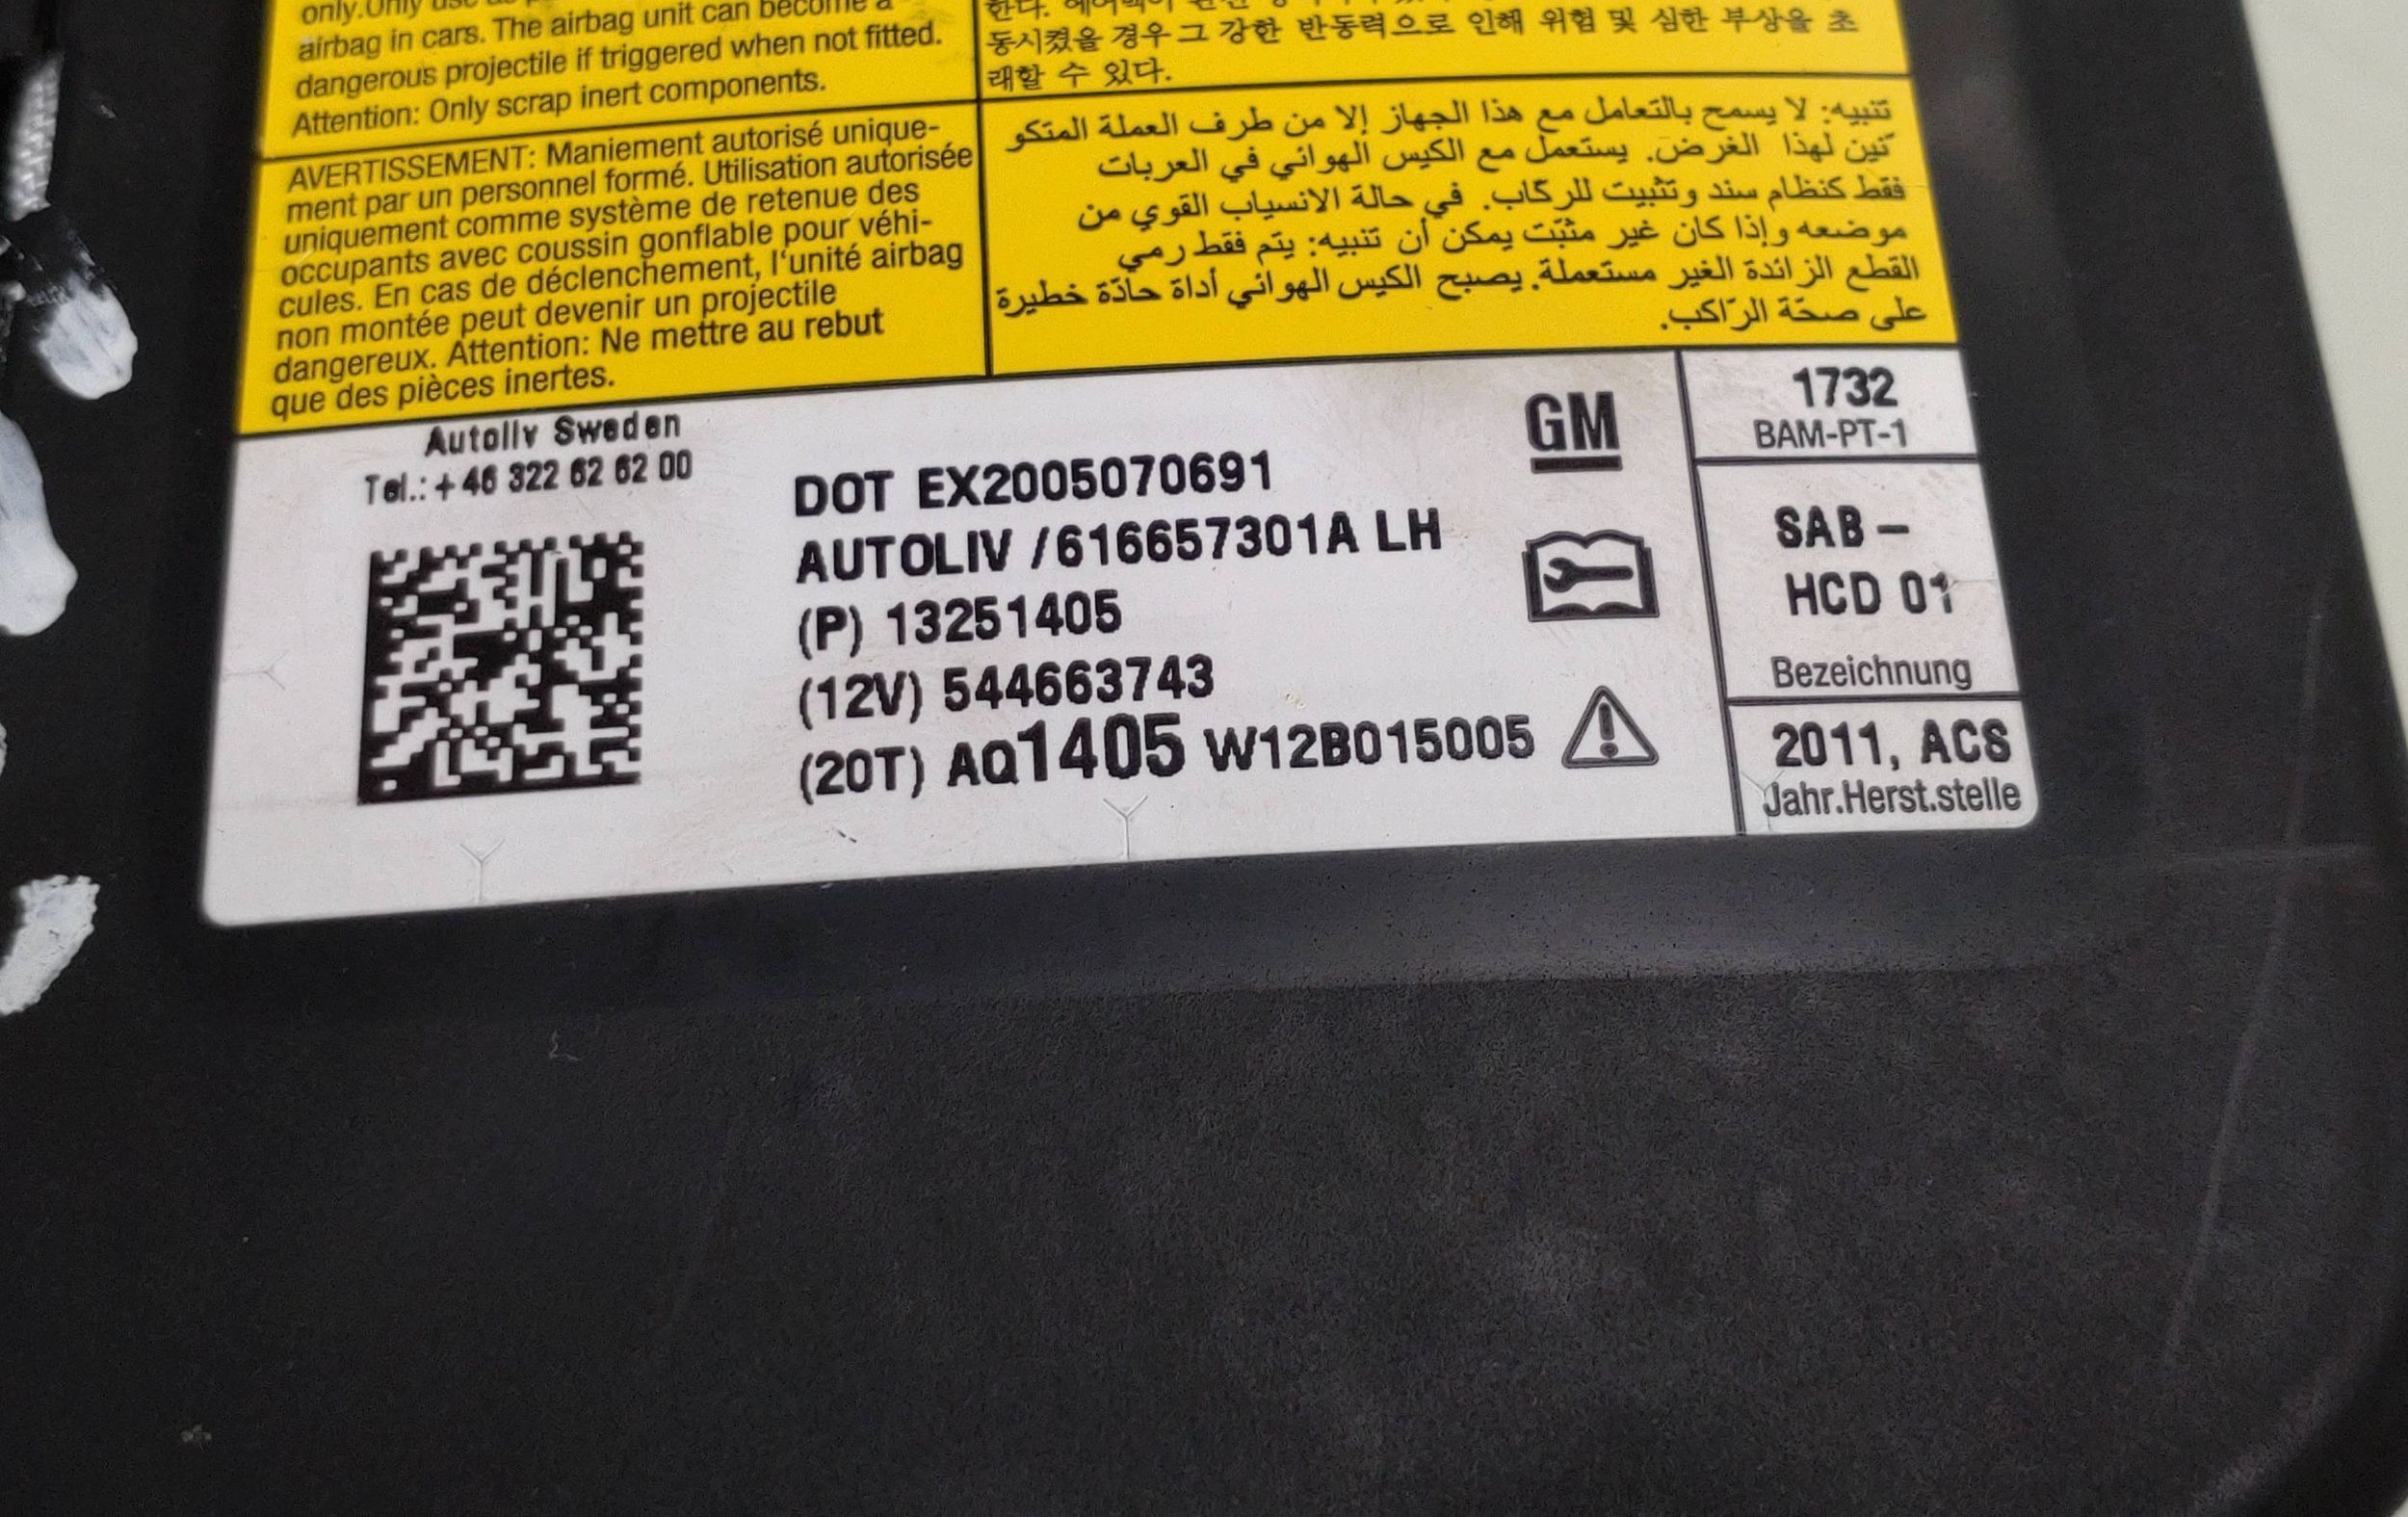 only.Only use as
airbag in cars. The airbag unit can become a
dangerous projectile if triggered when not fitted.
Attention: Only scrap inert components.
동시켰을 경우 그 강한 반동력으로 인해 위험 및 심한 부상을 초
래할 수 있다.
AVERTISSEMENT: Maniement autorisé unique-
ment par un personnel formé. Utilisation autorisée
uniquement comme système de retenue des
occupants avec coussin gonflable pour véhi-
cules. En cas de déclenchement, l'unité airbag
non montée peut devenir un projectile
dangereux. Attention: Ne mettre au rebut
que des pièces inertes.
تنبيه: لا يسمح بالتعامل مع هذا الجهاز إلا من طرف العملة المتكو
نين لهذا الغرض. يستعمل مع الكيس الهوائي في العربات
فقط كنظام سند وتثبيت للركاب. في حالة الانسياب القوي من
موضعه وإذا كان غير مثبّت يمكن أن تنبيه: يتم فقط رمي
القطع الزائدة الغير مستعملة. يصبح الكيس الهوائي أداة حادّة خطيرة
على صحّة الرّاكب.
Autoliv Sweden
Tel.: +46 322 62 62 00
DOT EX2005070691
AUTOLIV /616657301A LH
(P) 13251405
(12V) 544663743
(20T) AQ1405 W12B015005
GM
1732
BAM-PT-1
SAB –
HCD 01
Bezeichnung
2011, ACS
Jahr.Herst.stelle